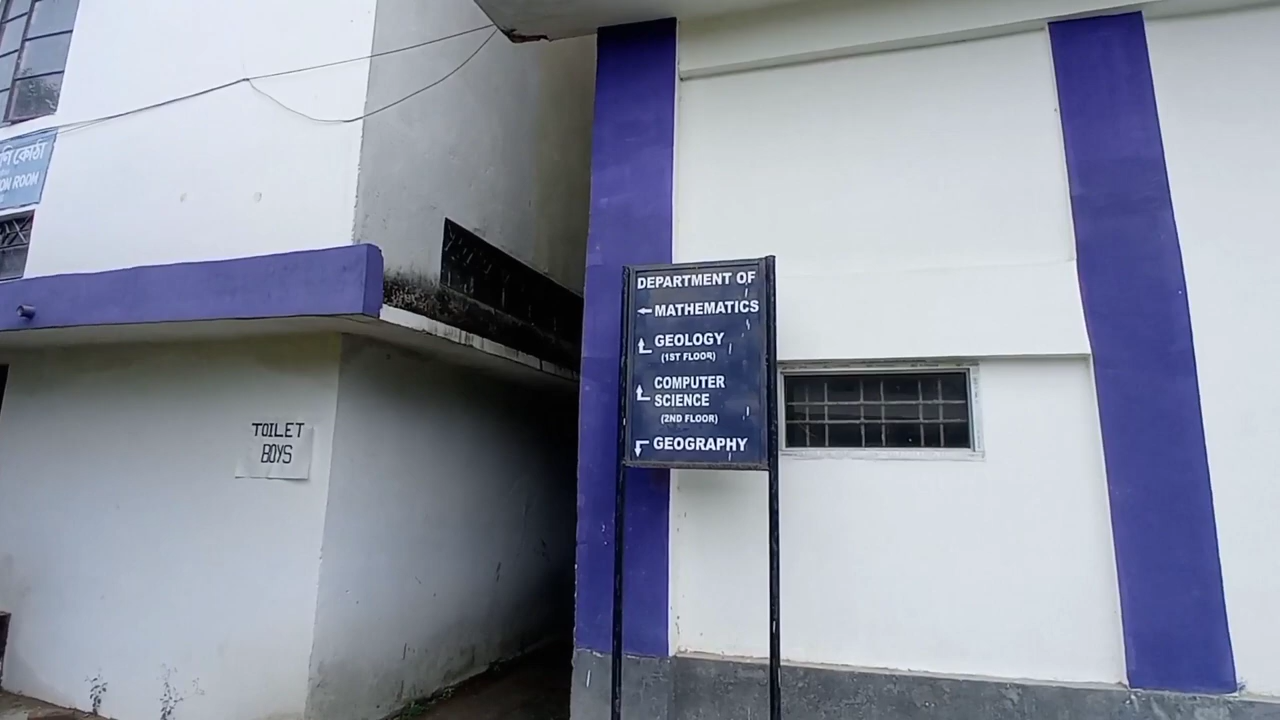 কোঠা
ON ROOM
TOILET
BOYS
DEPARTMENT OF
MATHEMATICS
GEOLOGY
(1ST FLOOR)
COMPUTER
SCIENCE
(2ND FLOOR)
GEOGRAPHY